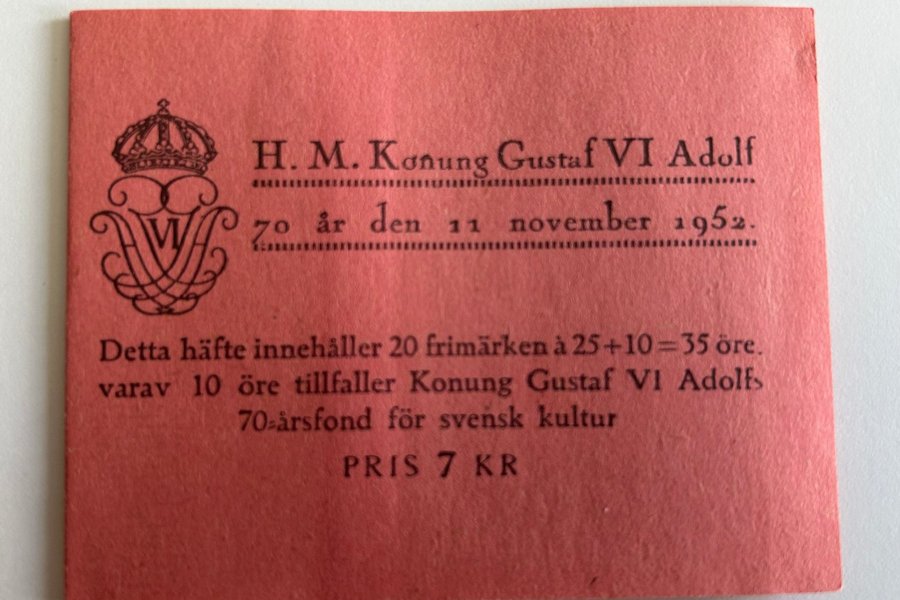 VI
H. M. Konung Gustaf VI Adolf
70 år den 11 november 1952.
Detta häfte innehåller 20 frimärken à 25+10=35 öre,
varav 10 öre tillfaller Konung Gustaf VI Adolfs
70-årsfond för svensk kultur
PRIS 7 KR